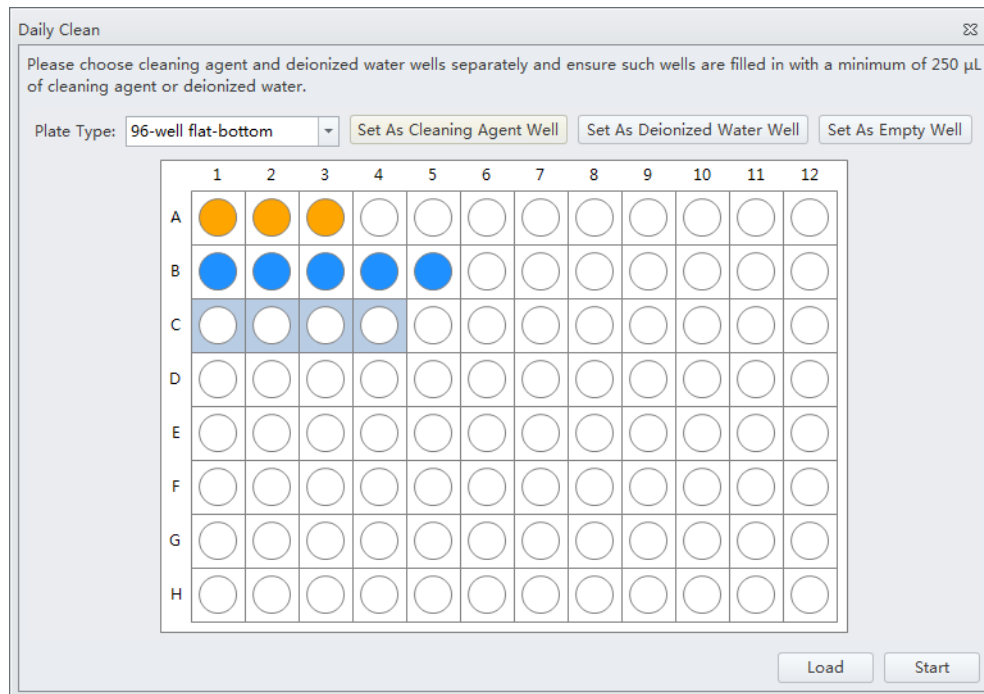 Daily Clean
Please choose cleaning agent and deionized water wells separately and ensure such wells are filled in with a minimum of 250 μL
of cleaning agent or deionized water.
Plate Type: 96-well flat-bottom Set As Cleaning Agent Well Set As Deionized Water Well Set As Empty Well
1 2 3 4 5 6 7 8 9 10 11 12
A
B
C
D
E
F
G
H
Load Start